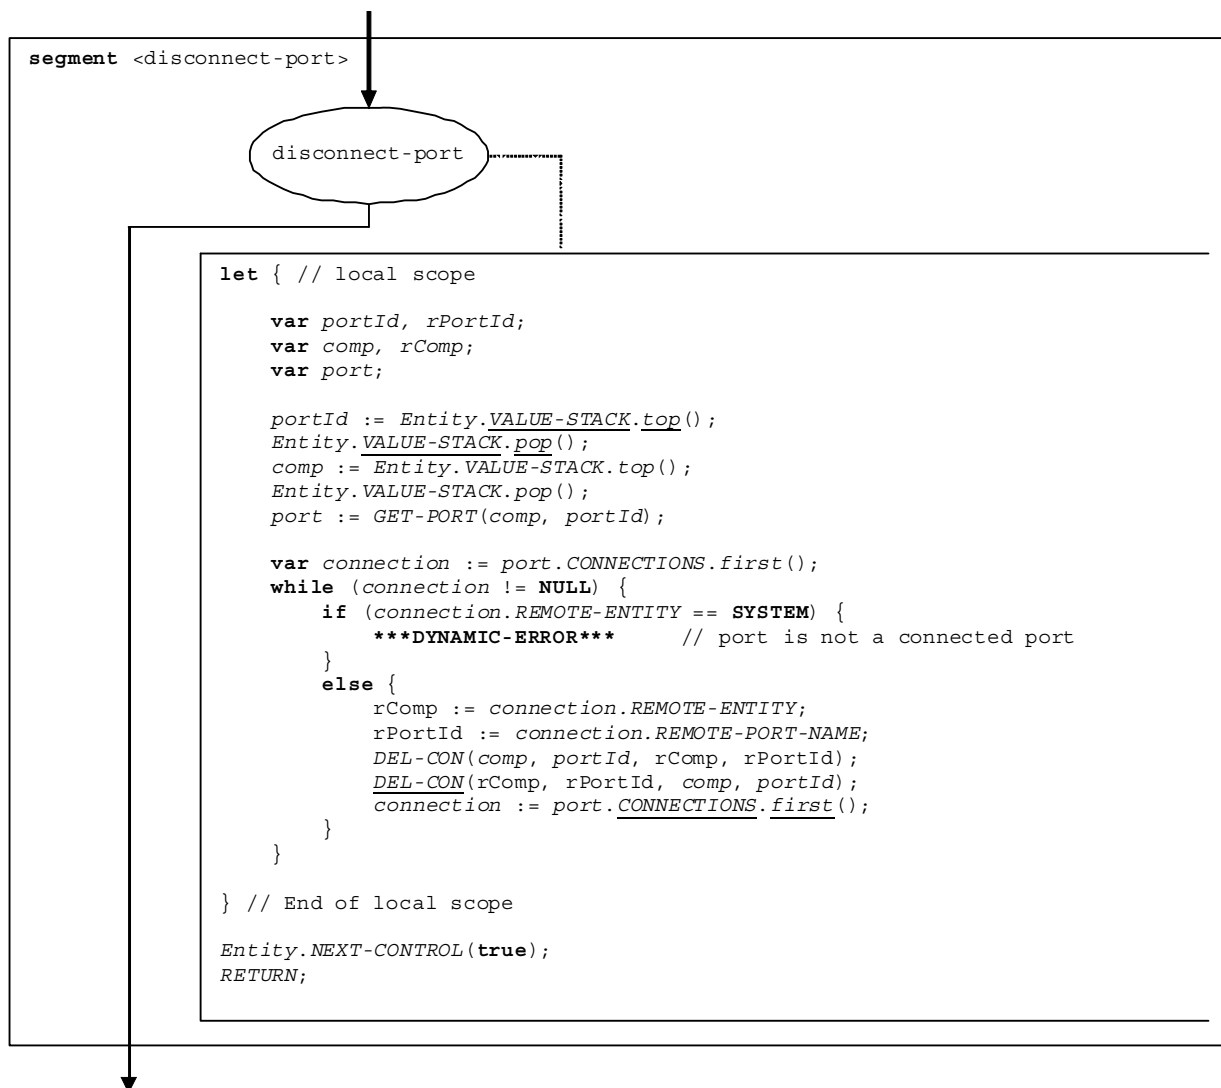 segment <disconnect-port>
disconnect-port
let { // local scope
var portId, rPortId;
var comp, rComp;
var port;
portId := Entity.VALUE-STACK.top();
Entity.VALUE-STACK.pop();
comp := Entity.VALUE-STACK.top();
Entity.VALUE-STACK.pop();
port := GET-PORT(comp, portId);
var connection := port.CONNECTIONS.first();
while (connection != NULL) {
if (connection.REMOTE-ENTITY == SYSTEM) {
***DYNAMIC-ERROR*** // port is not a connected port
}
else {
rComp := connection.REMOTE-ENTITY;
rPortId := connection.REMOTE-PORT-NAME;
DEL-CON(comp, portId, rComp, rPortId);
DEL-CON(rComp, rPortId, comp, portId);
connection := port.CONNECTIONS.first();
}
}
} // End of local scope
Entity.NEXT-CONTROL(true);
RETURN;